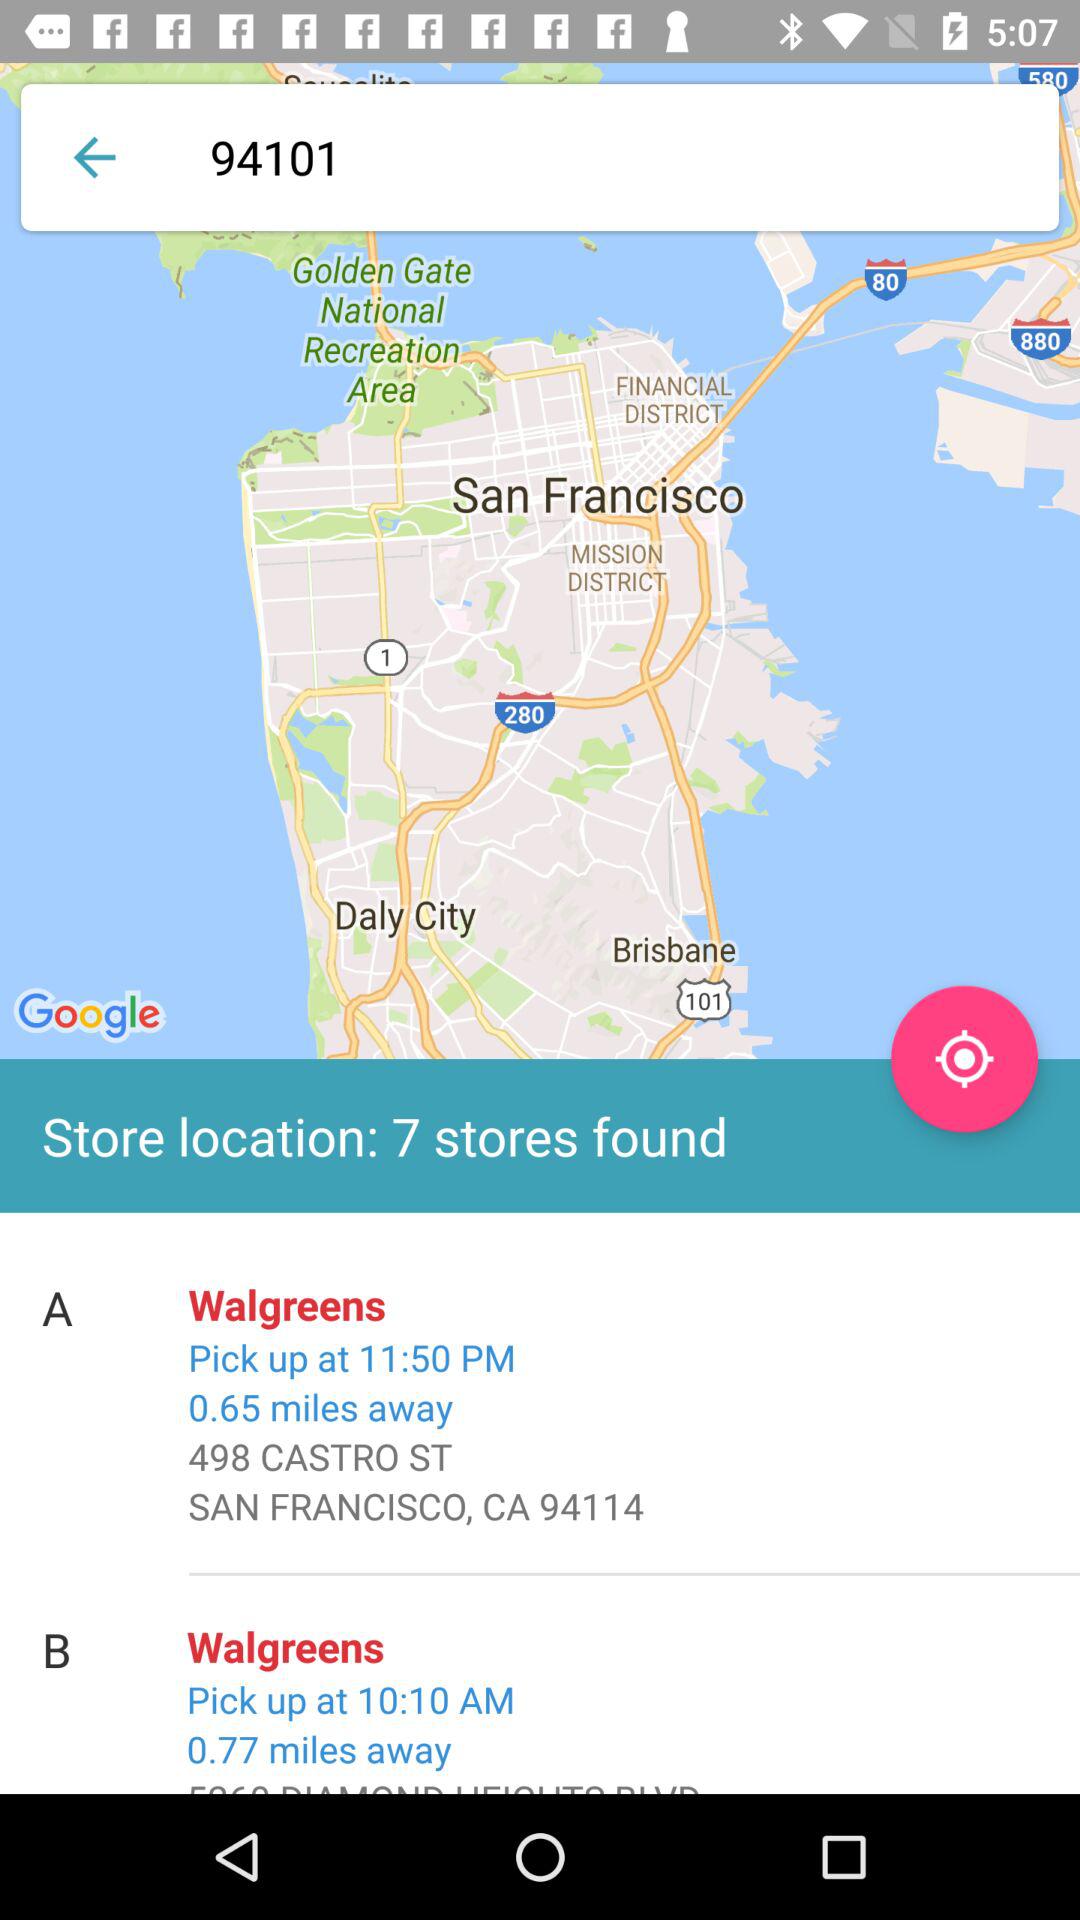 5:07
580
94101
Golden Gate
National
Recreation
Area
80
880
FINANCIAL
DISTRICT
San Francisco
MISSION
DISTRICT
1
280
Daly City
Brisbane
101
Google
Store location: 7 stores found
A
Walgreens
Pick up at 11:50 PM
0.65 miles away
498 CASTRO ST
SAN FRANCISCO, CA 94114
B
Walgreens
Pick up at 10:10 AM
0.77 miles away
DIAMOND HEIGHTS BLVD